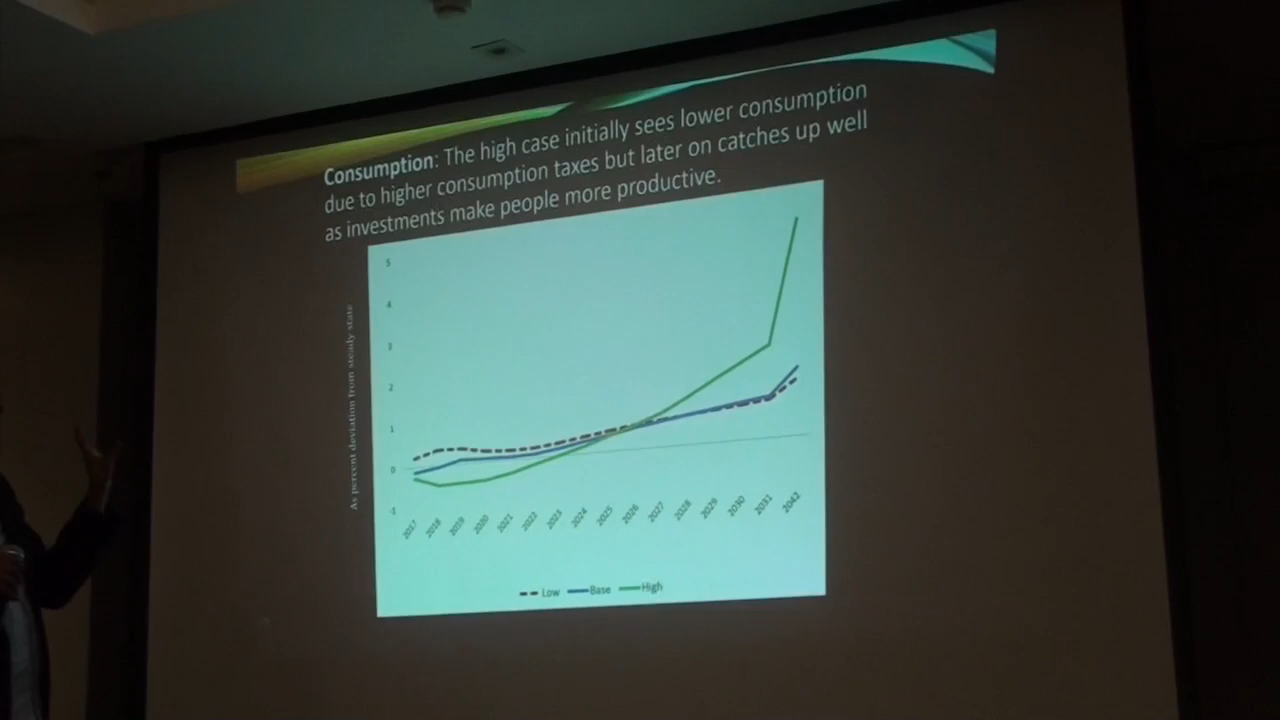 Consumption: The high case initially sees lower consumption
due to higher consumption taxes but later on catches up well
as investments make people more productive.
As percent deviation from steady state
5
4
3
2
1
0
-1
2017 2018 2019 2020 2021 2022 2023 2024 2025 2026 2027 2028 2029 2030 2031 2042
Low Base High